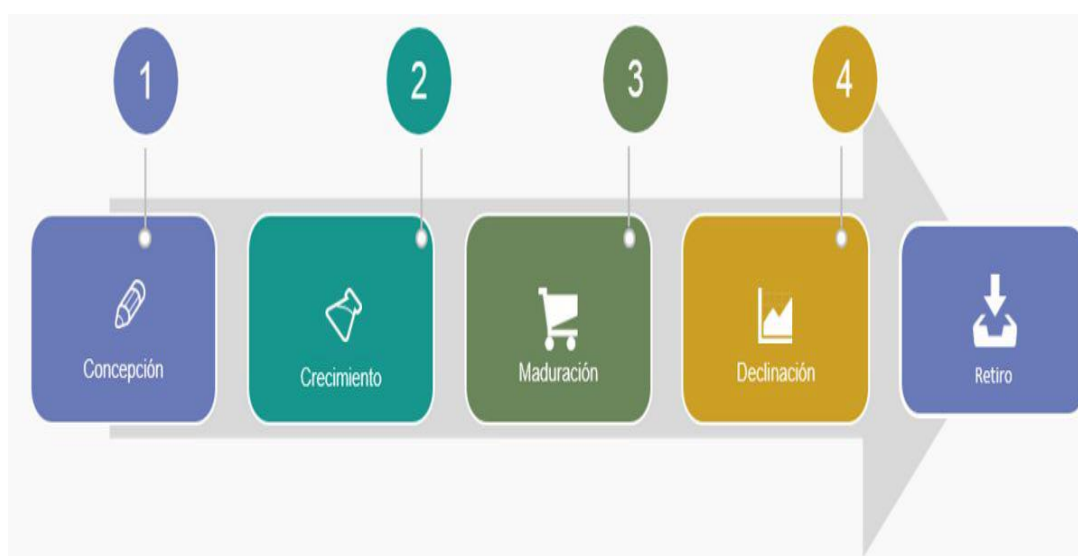 1
2
3
4
Concepción
Crecimiento
Maduración
Declinación
Retiro